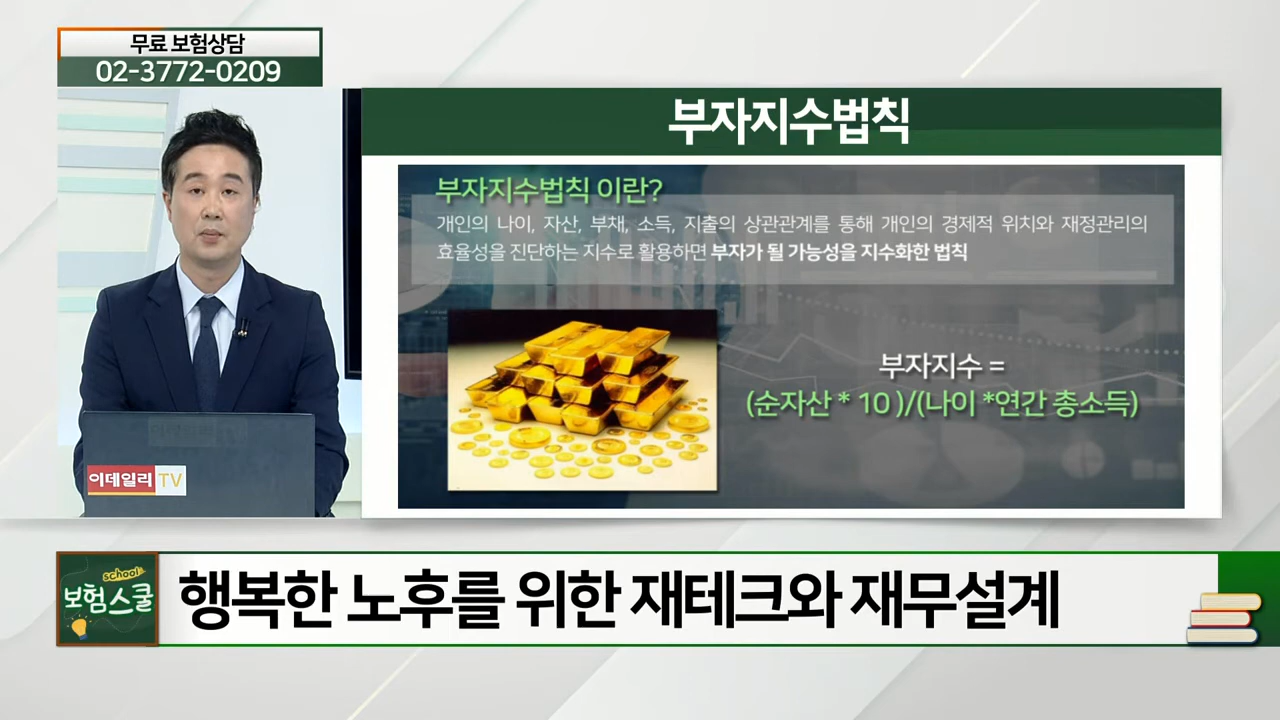 무료 보험상담
02-3772-0209
부자지수법칙
부자지수법칙 이란?
개인의 나이, 자산, 부채, 소득, 지출의 상관관계를 통해 개인의 경제적 위치와 재정관리의
효율성을 진단하는 지수로 활용하면 부자가 될 가능성을 지수화한 법칙
부자지수 =
(순자산 * 10 )/(나이 *연간 총소득)
이데일리 TV
school
보험스쿨
행복한 노후를 위한 재테크와 재무설계